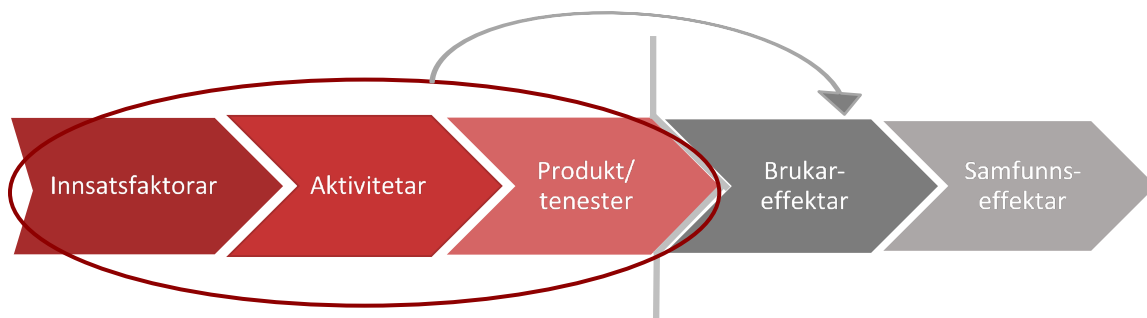 Innsatsfaktorar
Aktivitetar
Produkt/
tenester
Brukar-
effektar
Samfunns-
effektar